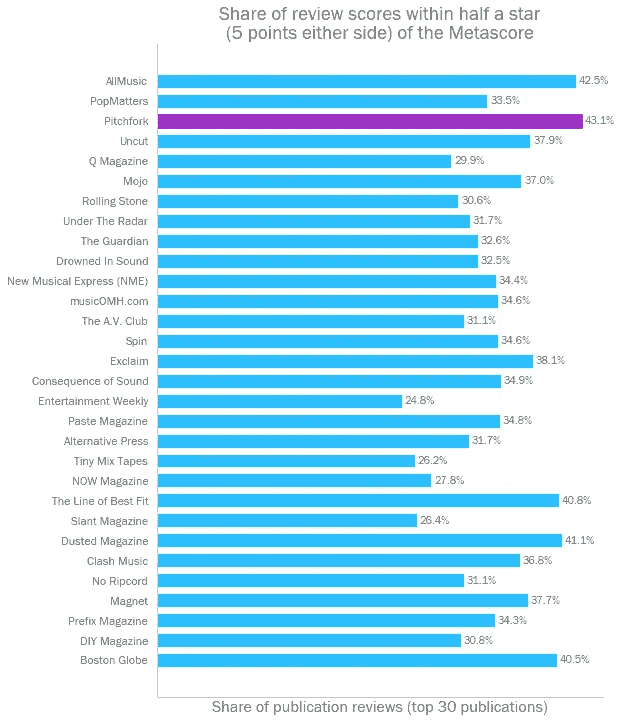 Share of review scores within half a star
(5 points either side) of the Metascore
AllMusic 42.5%
PopMatters 33.5%
Pitchfork 43.1%
Uncut 37.9%
Q Magazine 29.9%
Mojo 37.0%
Rolling Stone 30.6%
Under The Radar 31.7%
The Guardian 32.6%
Drowned In Sound 32.5%
New Musical Express (NME) 34.4%
musicOMH.com 34.6%
The A.V. Club 31.1%
Spin 34.6%
Exclaim 38.1%
Consequence of Sound 34.9%
Entertainment Weekly 24.8%
Paste Magazine 34.8%
Alternative Press 31.7%
Tiny Mix Tapes 26.2%
NOW Magazine 27.8%
The Line of Best Fit 40.8%
Slant Magazine 26.4%
Dusted Magazine 41.1%
Clash Music 36.8%
No Ripcord 31.1%
Magnet 37.7%
Prefix Magazine 34.3%
DIY Magazine 30.8%
Boston Globe 40.5%
Share of publication reviews (top 30 publications)